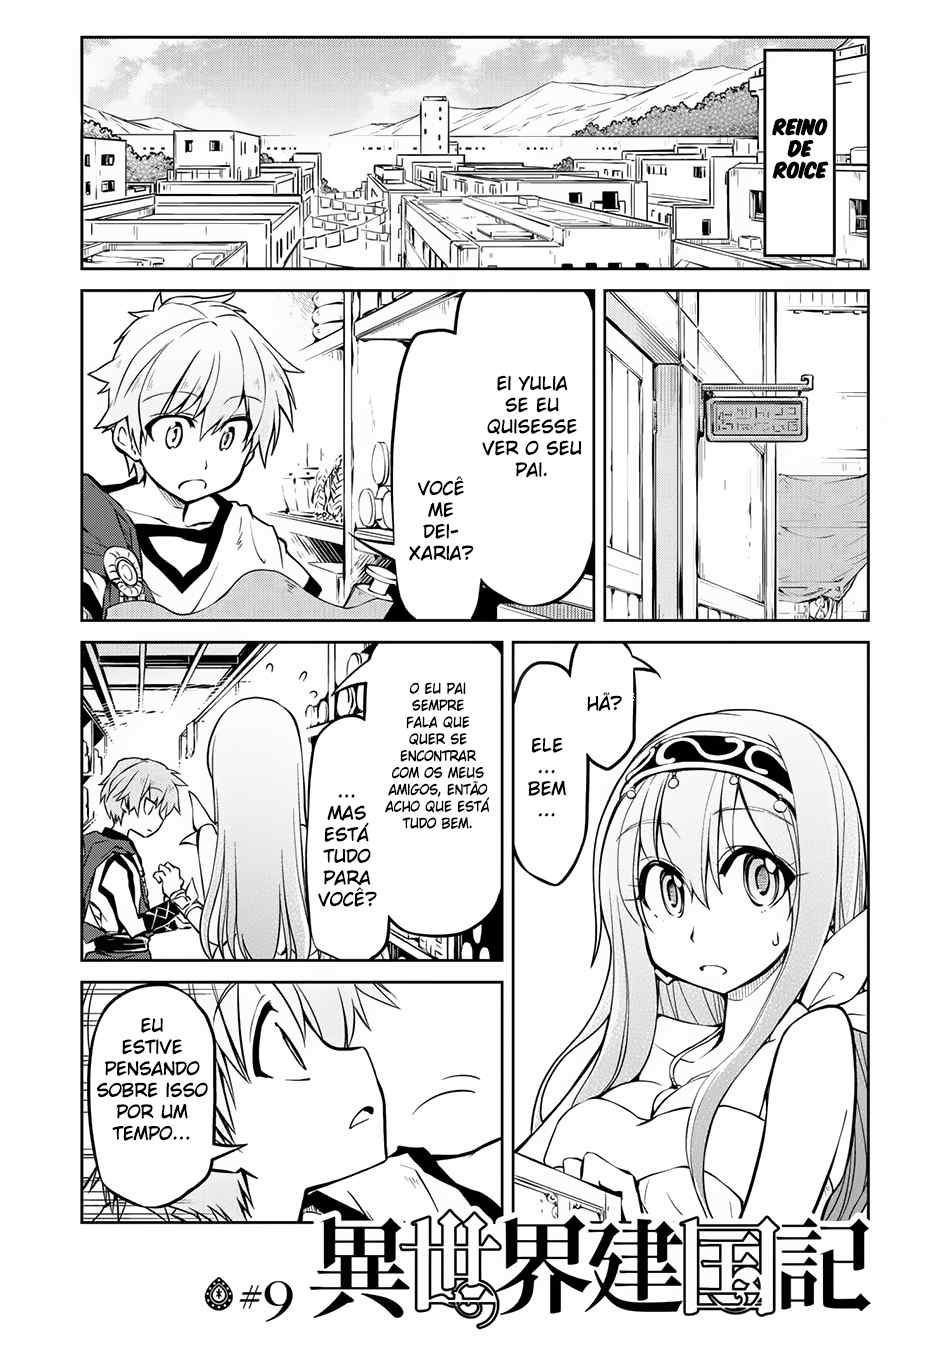 REINO
DE
ROICE
EI YULIA
SE EU
QUISESSE
VER O SEU
PAI.
VOCÊ
ME
DEI-
XARIA?
HÃ?
ELE
...
BEM
...
O EU PAI
SEMPRE
FALA QUE
QUER SE
ENCONTRAR
COM OS MEUS
AMIGOS, ENTÃO
ACHO QUE ESTÁ
TUDO BEM.
...
MAS
ESTÁ
TUDO
PARA
VOCÊ?
EU
ESTIVE
PENSANDO
SOBRE ISSO
POR UM
TEMPO...
#9 異世界建国記